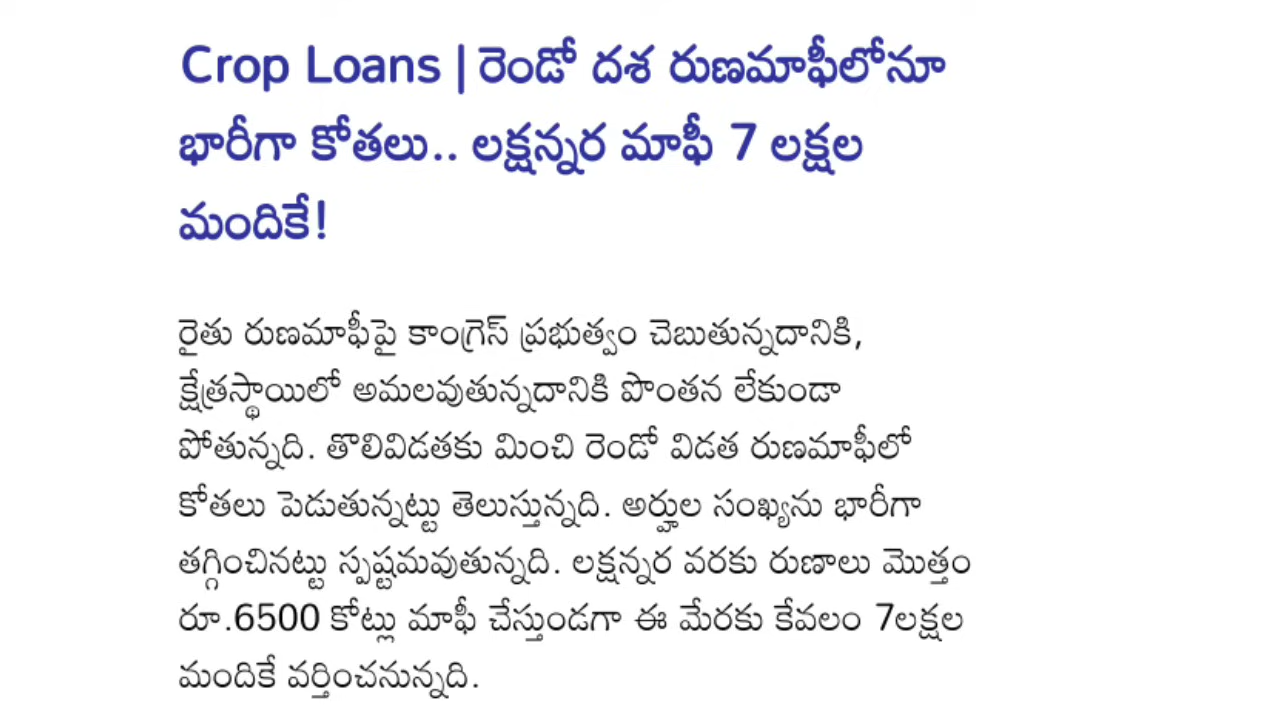 Crop Loans | రెండో దశ రుణమాఫీలోనూ
భారీగా కోతలు.. లక్షన్నర మాఫీ 7 లక్షల
మందికే!
రైతు రుణమాఫీపై కాంగ్రెస్ ప్రభుత్వం చెబుతున్నదానికి,
క్షేత్రస్థాయిలో అమలవుతున్నదానికి పొంతన లేకుండా
పోతున్నది. తొలివిడతకు మించి రెండో విడత రుణమాఫీలో
కోతలు పెడుతున్నట్టు తెలుస్తున్నది. అర్హుల సంఖ్యను భారీగా
తగ్గించినట్టు స్పష్టమవుతున్నది. లక్షన్నర వరకు రుణాలు మొత్తం
రూ.6500 కోట్లు మాఫీ చేస్తుండగా ఈ మేరకు కేవలం 7లక్షల
మందికే వర్తించనున్నది.